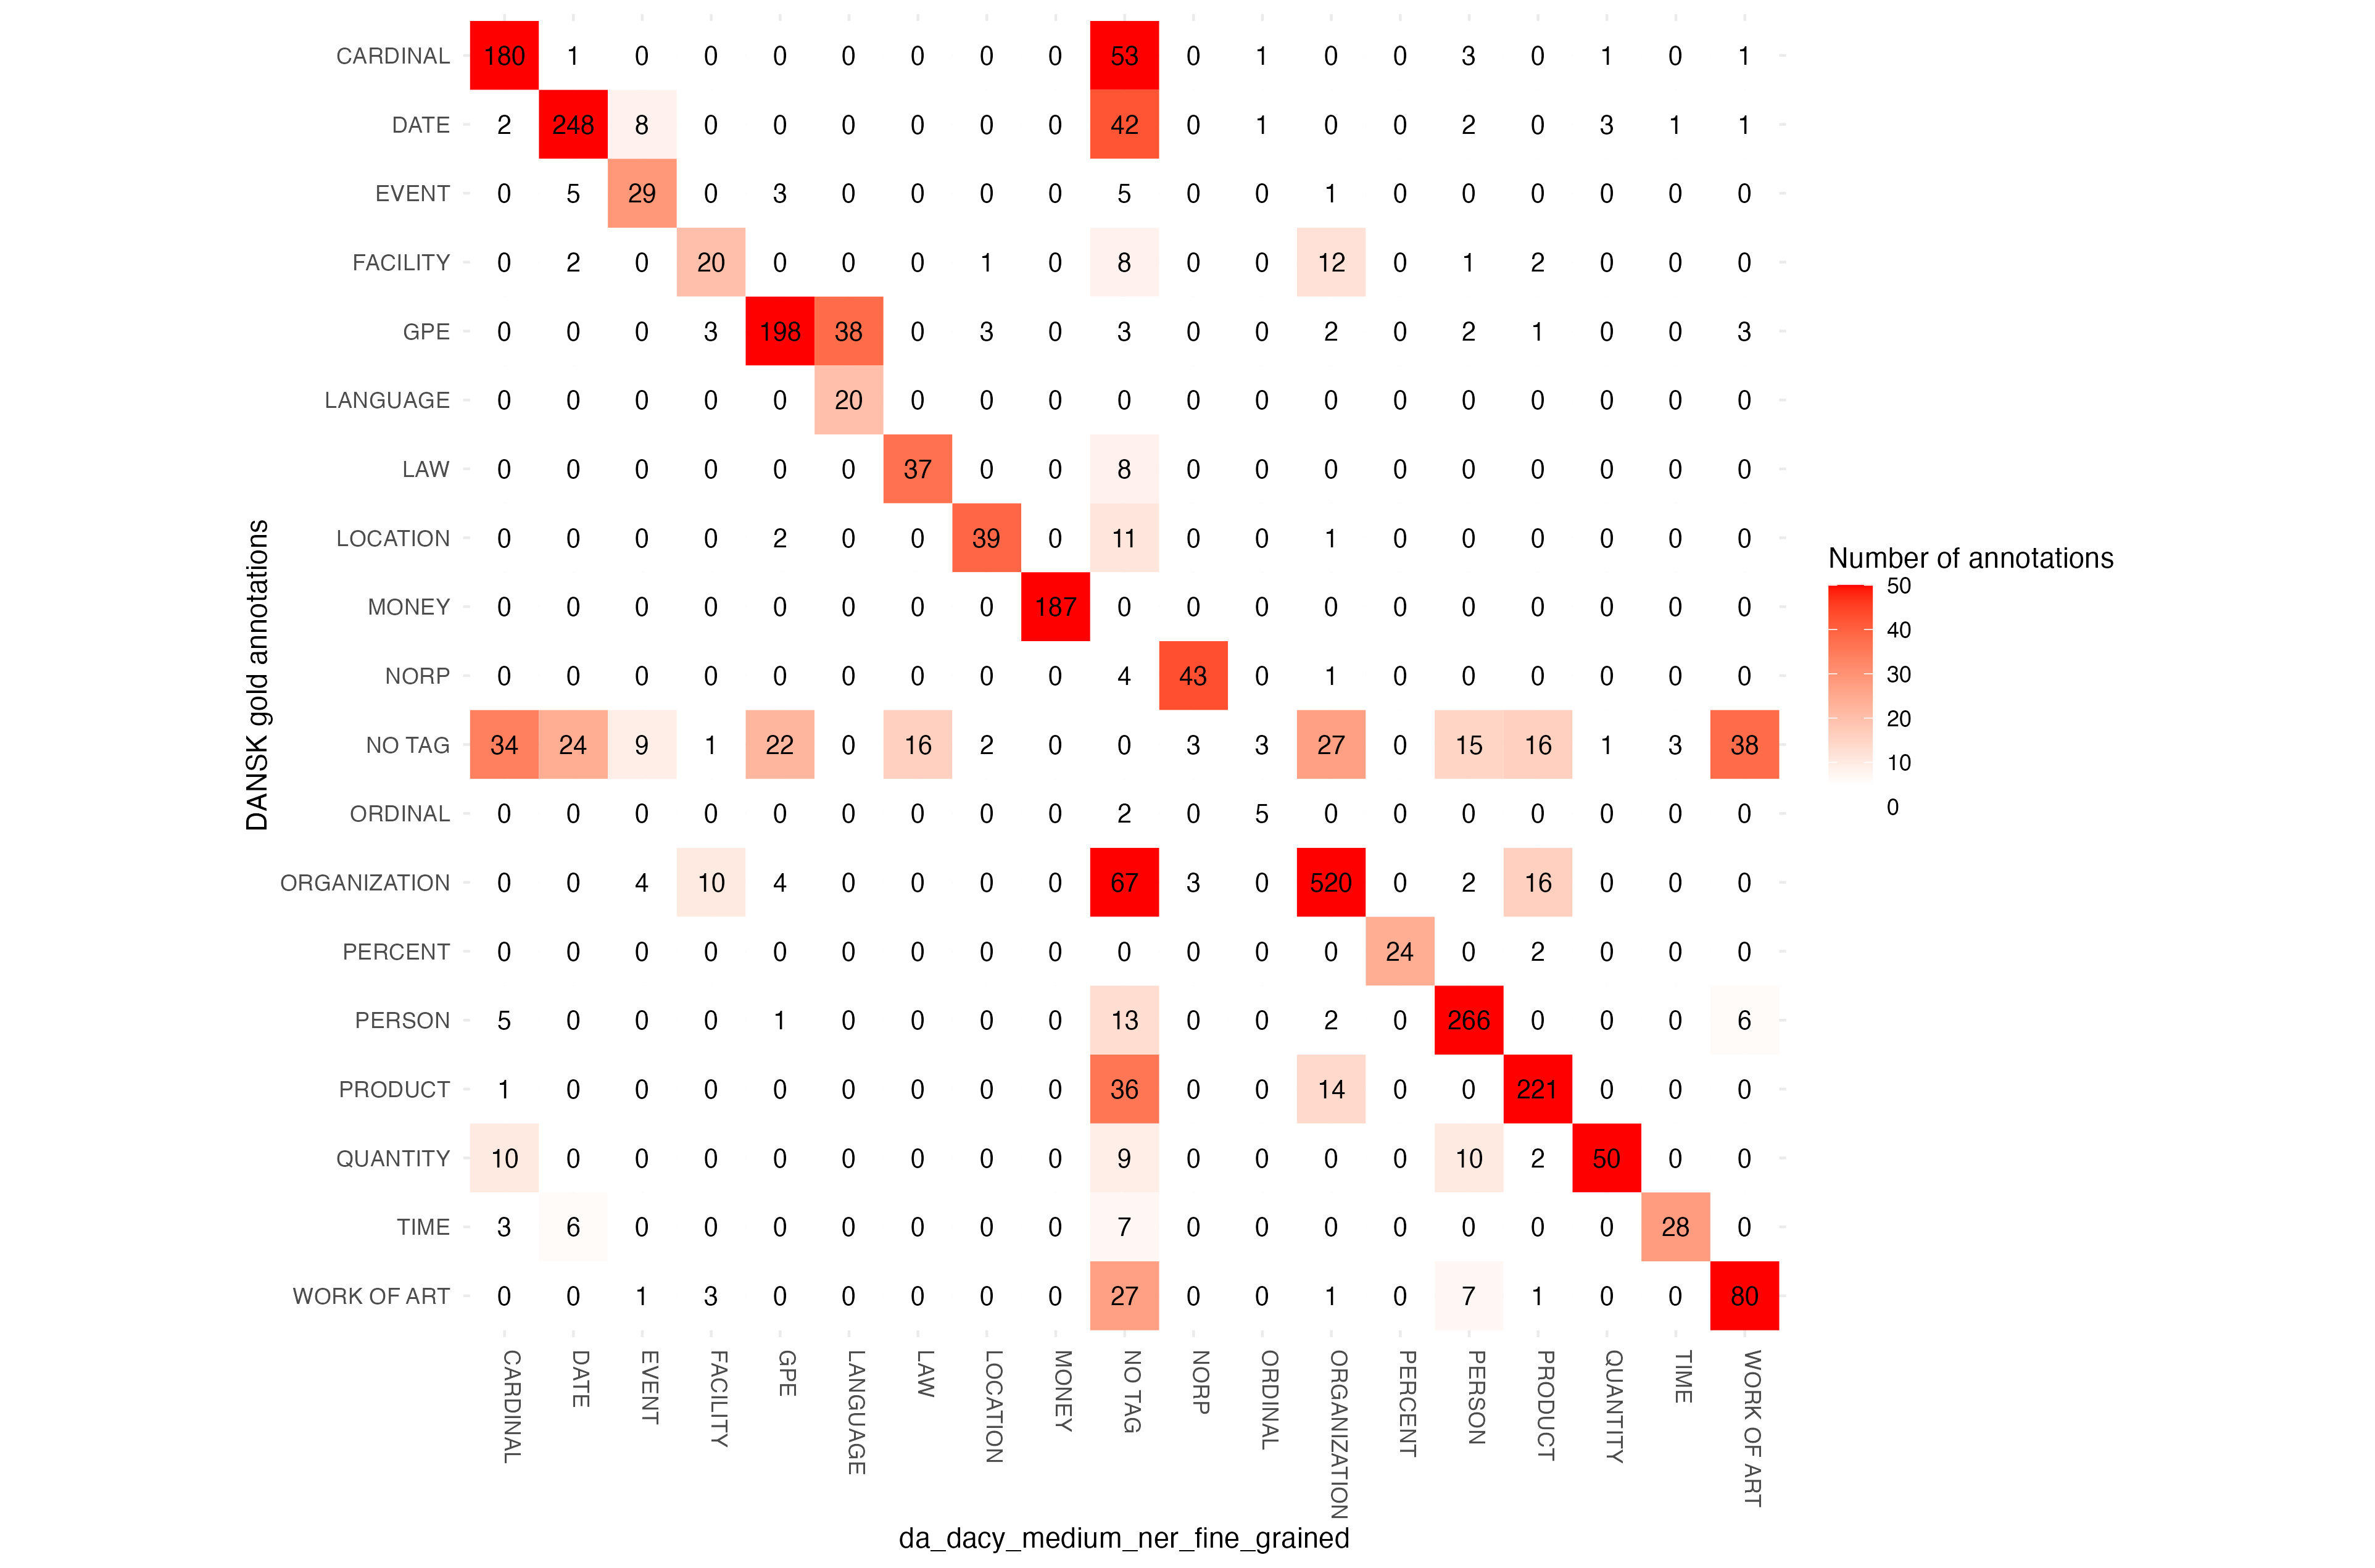 CARDINAL 180 1 0 0 0 0 0 0 0 53 0 1 0 0 3 0 1 0 1
DATE 2 248 8 0 0 0 0 0 0 42 0 1 0 0 2 0 3 1 1
EVENT 0 5 29 0 3 0 0 0 0 5 0 0 1 0 0 0 0 0 0
FACILITY 0 2 0 20 0 0 0 1 0 8 0 0 12 0 1 2 0 0 0
GPE 0 0 0 3 198 38 0 3 0 3 0 0 2 0 2 1 0 0 3
LANGUAGE 0 0 0 0 0 20 0 0 0 0 0 0 0 0 0 0 0 0 0
LAW 0 0 0 0 0 0 37 0 0 8 0 0 0 0 0 0 0 0 0
LOCATION 0 0 0 0 2 0 0 39 0 11 0 0 1 0 0 0 0 0 0
MONEY 0 0 0 0 0 0 0 0 187 0 0 0 0 0 0 0 0 0 0
NORP 0 0 0 0 0 0 0 0 0 4 43 0 1 0 0 0 0 0 0
NO TAG 34 24 9 1 22 0 16 2 0 0 3 3 27 0 15 16 1 3 38
ORDINAL 0 0 0 0 0 0 0 0 0 2 0 5 0 0 0 0 0 0 0
ORGANIZATION 0 0 4 10 4 0 0 0 0 67 3 0 520 0 2 16 0 0 0
PERCENT 0 0 0 0 0 0 0 0 0 0 0 0 0 24 0 2 0 0 0
PERSON 5 0 0 0 1 0 0 0 0 13 0 0 2 0 266 0 0 0 6
PRODUCT 1 0 0 0 0 0 0 0 0 36 0 0 14 0 0 221 0 0 0
QUANTITY 10 0 0 0 0 0 0 0 0 9 0 0 0 0 10 2 50 0 0
TIME 3 6 0 0 0 0 0 0 0 7 0 0 0 0 0 0 0 28 0
WORK OF ART 0 0 1 3 0 0 0 0 0 27 0 0 1 0 7 1 0 0 80
DANSK gold annotations
CARDINAL
DATE
EVENT
FACILITY
GPE
LANGUAGE
LAW
LOCATION
MONEY
NO TAG
NORP
ORDINAL
ORGANIZATION
PERCENT
PERSON
PRODUCT
QUANTITY
TIME
WORK OF ART
da_dacy_medium_ner_fine_grained
Number of annotations
50
40
30
20
10
0